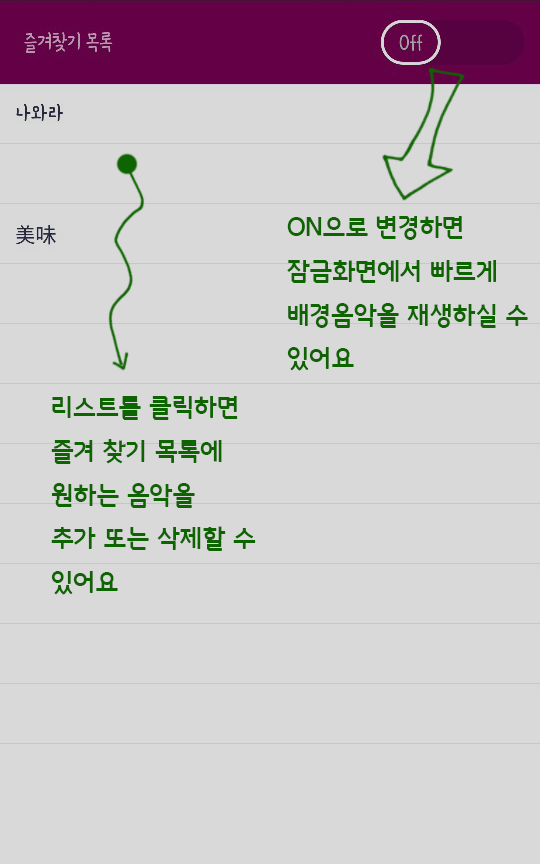 즐겨찾기 목록
Off
나와라
美味
ON으로 변경하면
잠금화면에서 빠르게
배경음악을 재생하실 수
있어요
리스트를 클릭하면
즐겨 찾기 목록에
원하는 음악을
추가 또는 삭제할 수
있어요